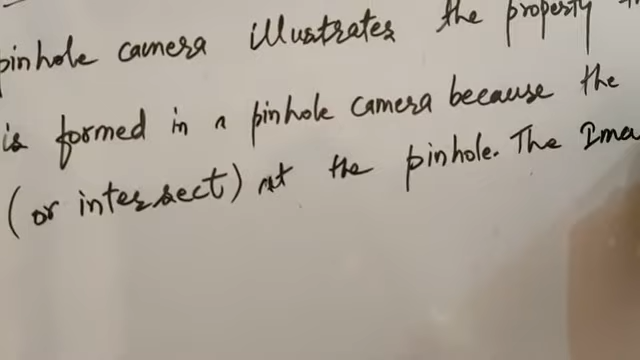 pinhole camera illustrates the property
is formed in a pinhole camera because the
(or intersect) at the pinhole. The